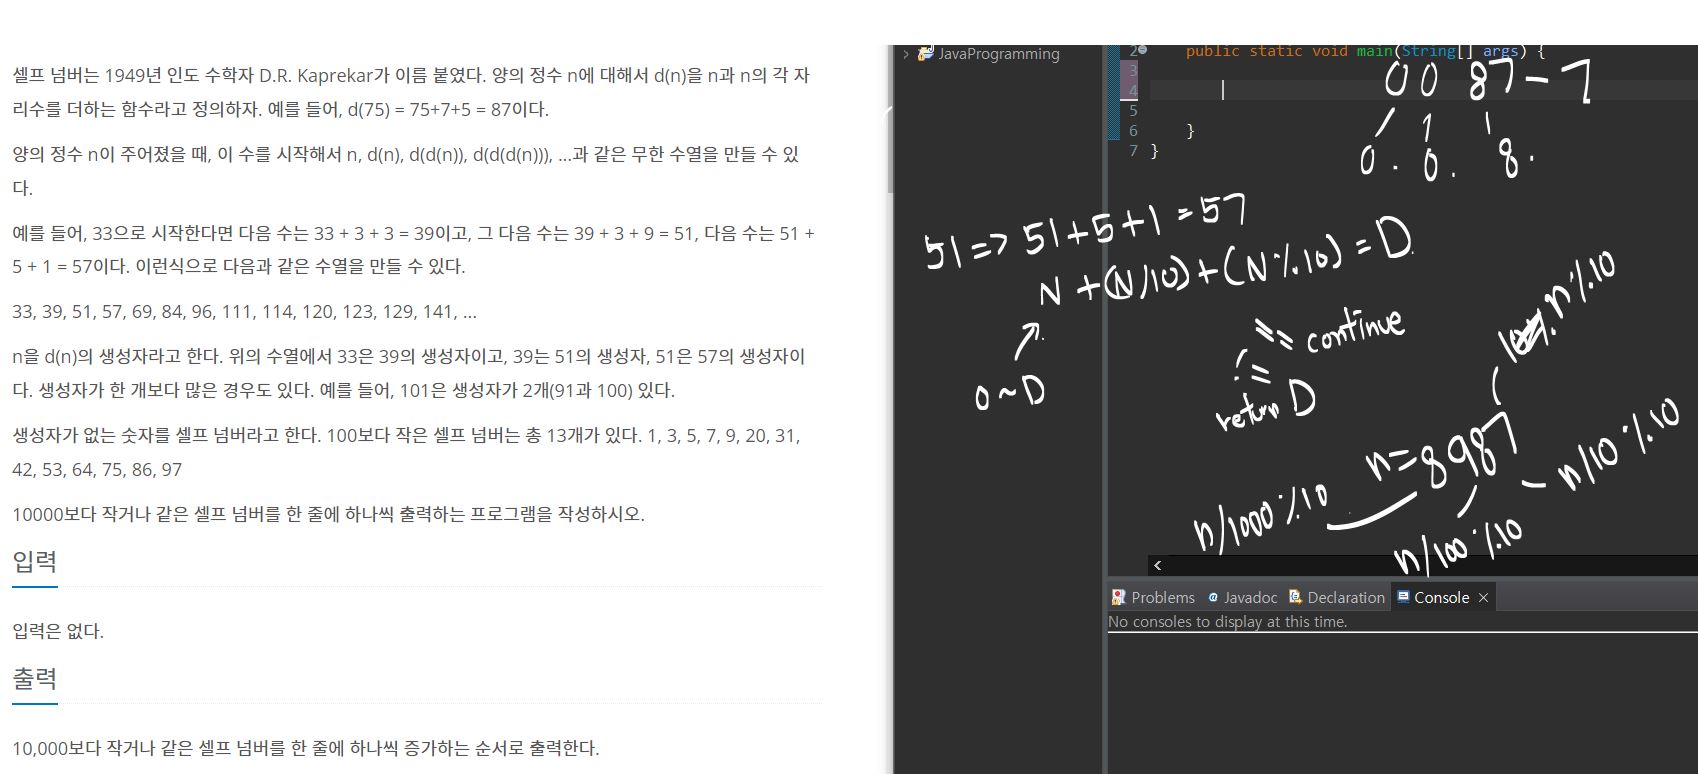 셀프 넘버는 1949년 인도 수학자 D.R. Kaprekar가 이름 붙였다. 양의 정수 n에 대해서 d(n)을 n과 n의 각 자
리수를 더하는 함수라고 정의하자. 예를 들어, d(75) = 75+7+5 = 87이다.
양의 정수 n이 주어졌을 때, 이 수를 시작해서 n, d(n), d(d(n)), d(d(d(n))), ...과 같은 무한 수열을 만들 수 있
다.
예를 들어, 33으로 시작한다면 다음 수는 33 + 3 + 3 = 39이고, 그 다음 수는 39 + 3 + 9 = 51, 다음 수는 51 +
5 + 1 = 57이다. 이런식으로 다음과 같은 수열을 만들 수 있다.
33, 39, 51, 57, 69, 84, 96, 111, 114, 120, 123, 129, 141, ...
n을 d(n)의 생성자라고 한다. 위의 수열에서 33은 39의 생성자이고, 39는 51의 생성자, 51은 57의 생성자이
다. 생성자가 한 개보다 많은 경우도 있다. 예를 들어, 101은 생성자가 2개(91과 100) 있다.
생성자가 없는 숫자를 셀프 넘버라고 한다. 100보다 작은 셀프 넘버는 총 13개가 있다. 1, 3, 5, 7, 9, 20, 31,
42, 53, 64, 75, 86, 97
10000보다 작거나 같은 셀프 넘버를 한 줄에 하나씩 출력하는 프로그램을 작성하시오.
입력
입력은 없다.
출력
10,000보다 작거나 같은 셀프 넘버를 한 줄에 하나씩 증가하는 순서로 출력한다.
JavaProgramming
2 public static void main(String[] args) {
3
4
5
6 }
7 }
0 0 87 - 7
0. 0. 8.
51 => 51+5+1 = 57
N + (N/10) + (N%10) = D
0 ~ D
== continue
!=
return D
n%10
n=8987
n/10%10
n/1000%10
n/100%10
Problems Javadoc Declaration Console
No consoles to display at this time.